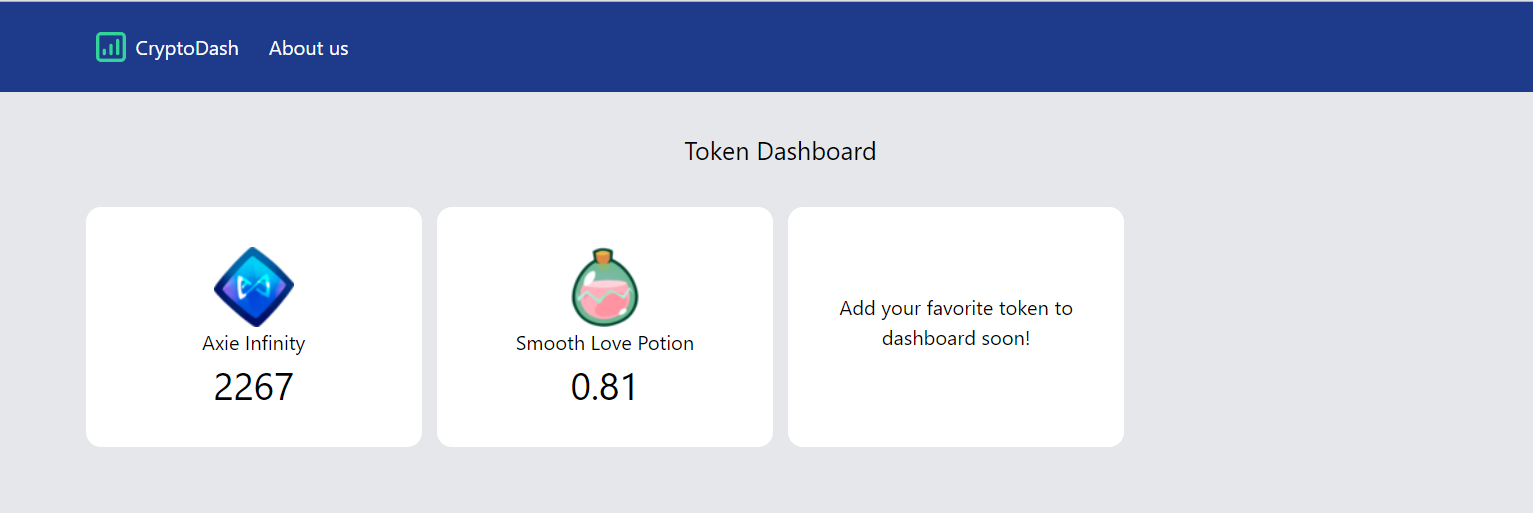 CryptoDash About us
Token Dashboard
Axie Infinity
2267
Smooth Love Potion
0.81
Add your favorite token to
dashboard soon!